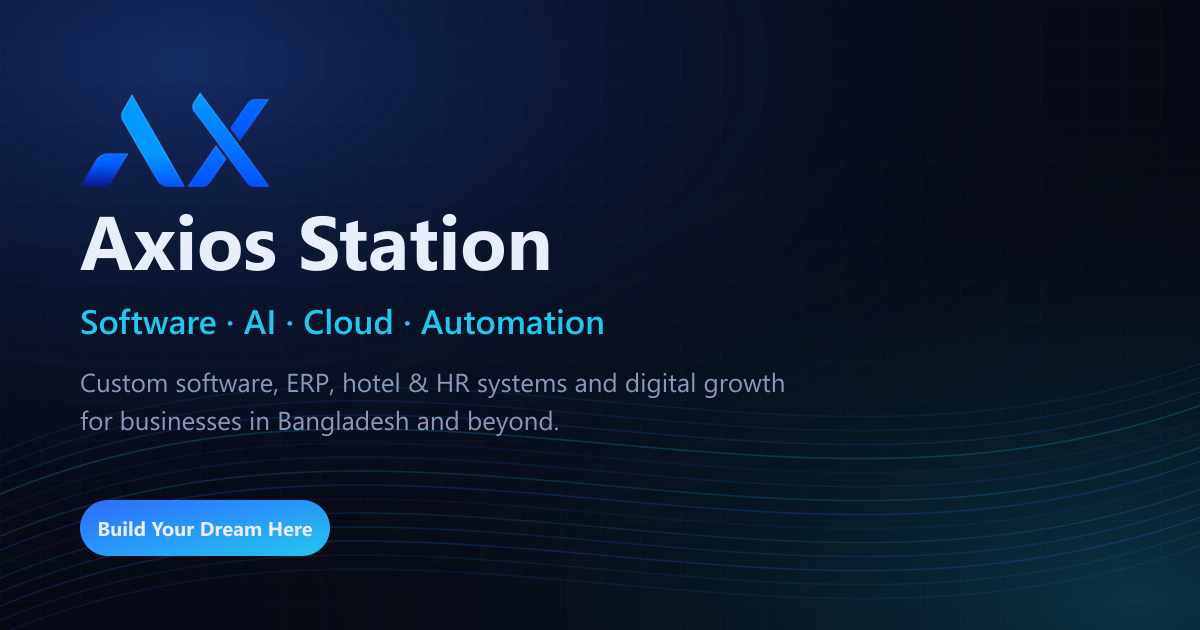 AX
Axios Station
Software · AI · Cloud · Automation
Custom software, ERP, hotel & HR systems and digital growth
for businesses in Bangladesh and beyond.
Build Your Dream Here